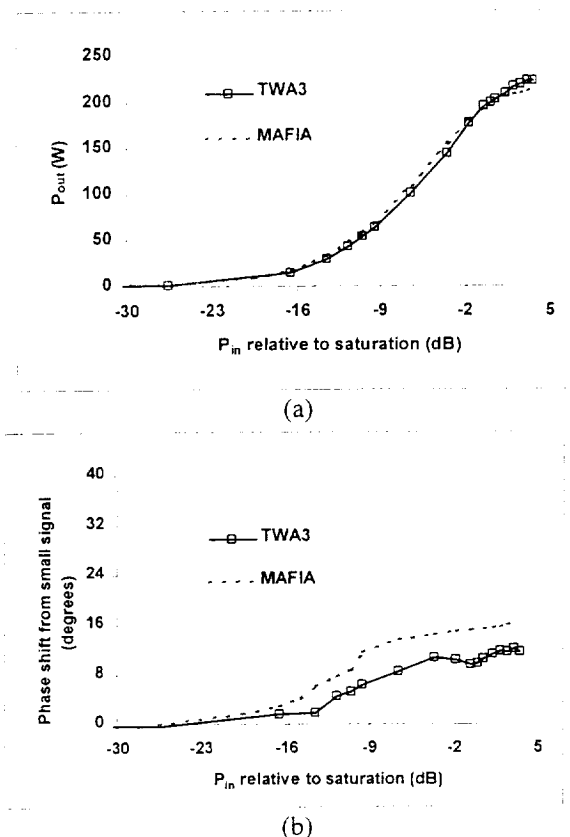 250
200
150
100
50
0
P_out (W)
TWA3
MAFIA
-30 -23 -16 -9 -2 5
P_in relative to saturation (dB)
(a)
40
32
24
16
8
0
Phase shift from small signal
(degrees)
TWA3
MAFIA
-30 -23 -16 -9 -2 5
P_in relative to saturation (dB)
(b)